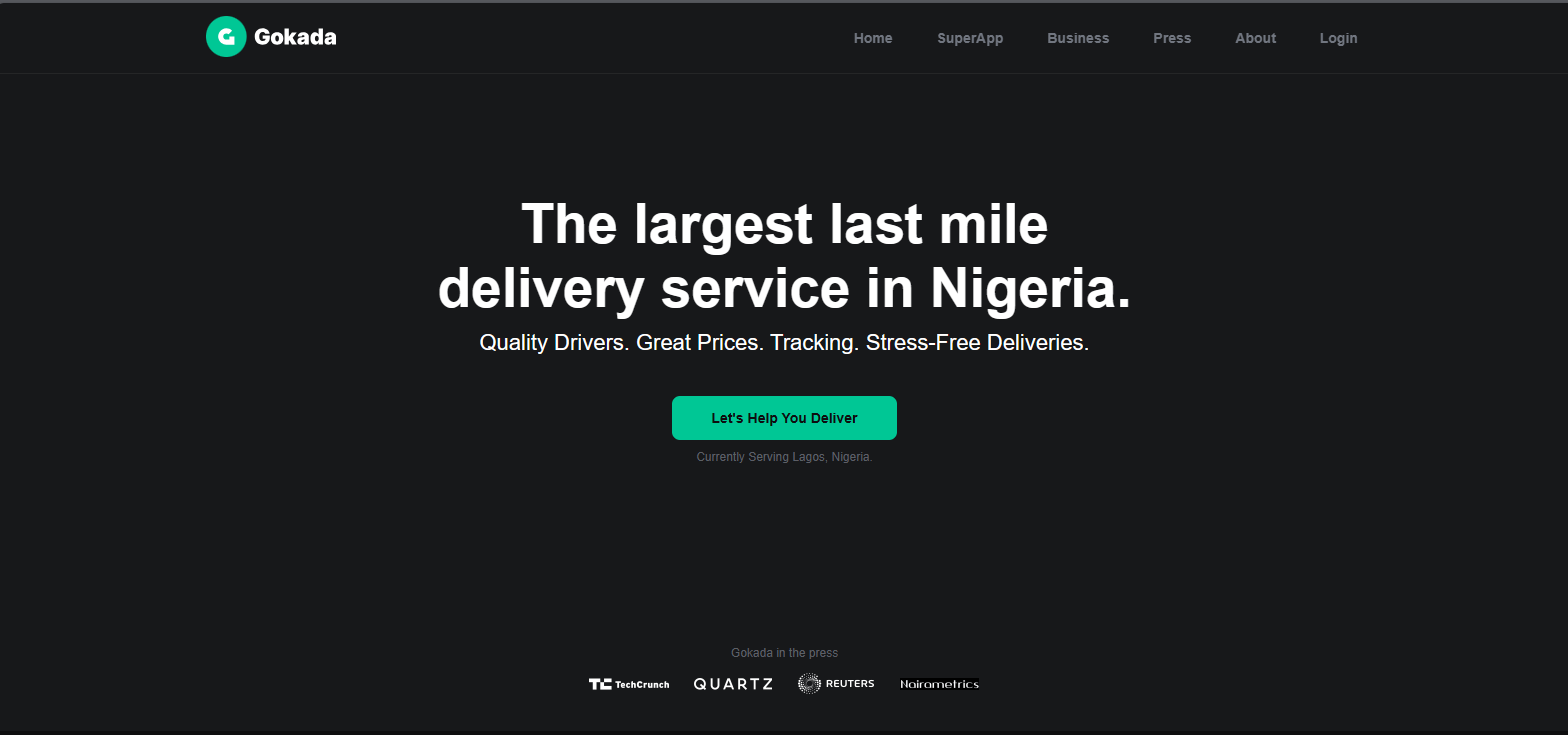 Gokada
Home SuperApp Business Press About Login
The largest last mile
delivery service in Nigeria.
Quality Drivers. Great Prices. Tracking. Stress-Free Deliveries.
Let's Help You Deliver
Currently Serving Lagos, Nigeria.
Gokada in the press
TechCrunch QUARTZ REUTERS Nairametrics